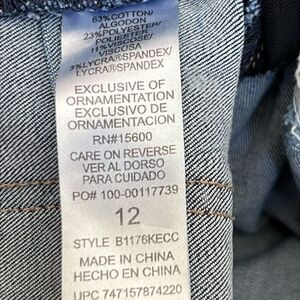 63%COTTON/
ALGODON
23%POLYESTER/
POLIESTER
11%VISCOSE/
VISCOSA
3%LYCRA®SPANDEX/
LYCRA®SPANDEX
EXCLUSIVE OF
ORNAMENTATION
EXCLUSIVO DE
ORNAMENTACION
RN#15600
CARE ON REVERSE
VER AL DORSO
PARA CUIDADO
PO# 100-00117739
12
STYLE B1176KECC
MADE IN CHINA
HECHO EN CHINA
UPC 747157874220